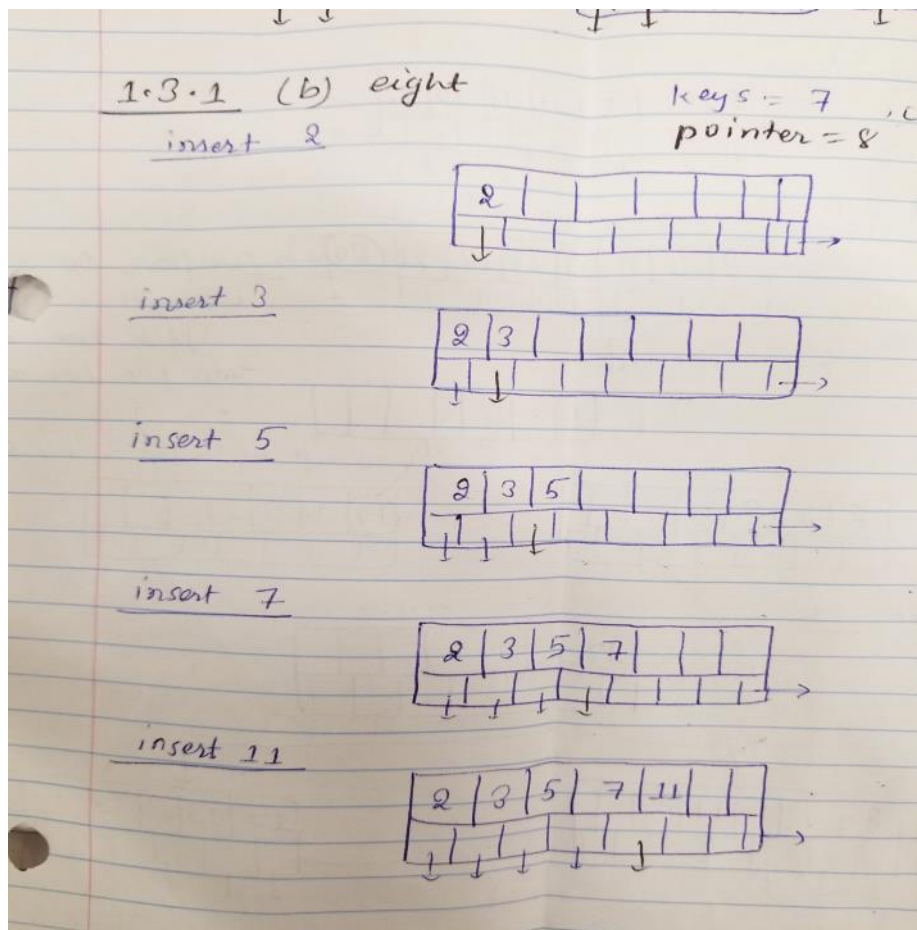 1.3.1 (b) eight
keys = 7
pointer = 8
insert 2
2
insert 3
2 3
insert 5
2 3 5
insert 7
2 3 5 7
insert 11
2 3 5 7 11